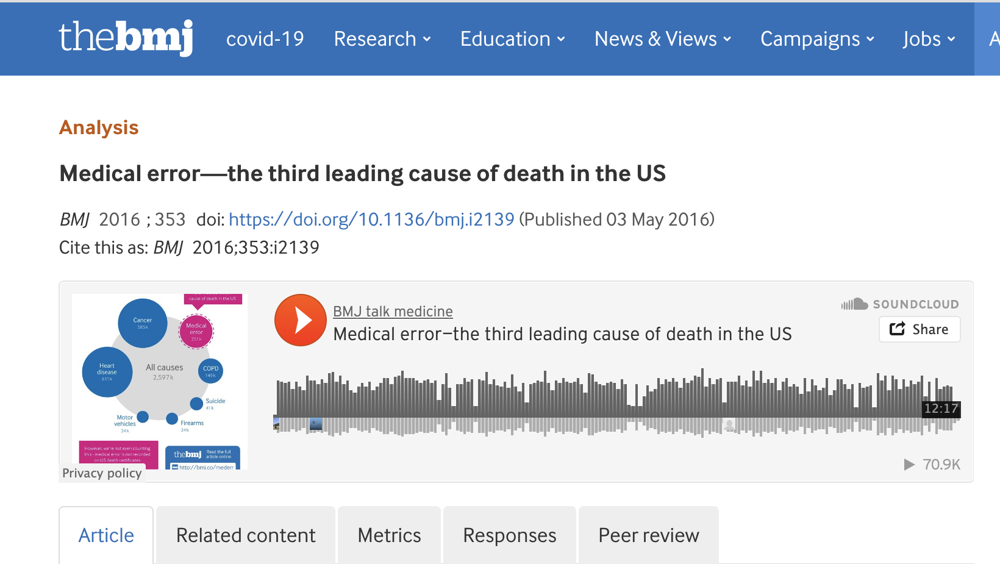 thebmj covid-19 Research Education News & Views Campaigns Jobs A
Analysis
Medical error—the third leading cause of death in the US
BMJ 2016 ; 353 doi: https://doi.org/10.1136/bmj.i2139 (Published 03 May 2016)
Cite this as: BMJ 2016;353:i2139
cause of death in the US
Cancer
585k
Medical
error
251k
Heart
disease
611k
All causes
2,597k
COPD
149k
Suicide
41k
Motor
vehicles
34k
Firearms
34k
However, we're not even counting
this - medical error is not recorded
on US death certificates
thebmj
Read the full
article online
http://bmj.co/mederr
Privacy policy
BMJ talk medicine
Medical error—the third leading cause of death in the US
SOUNDCLOUD
Share
12:17
70.9K
Article Related content Metrics Responses Peer review